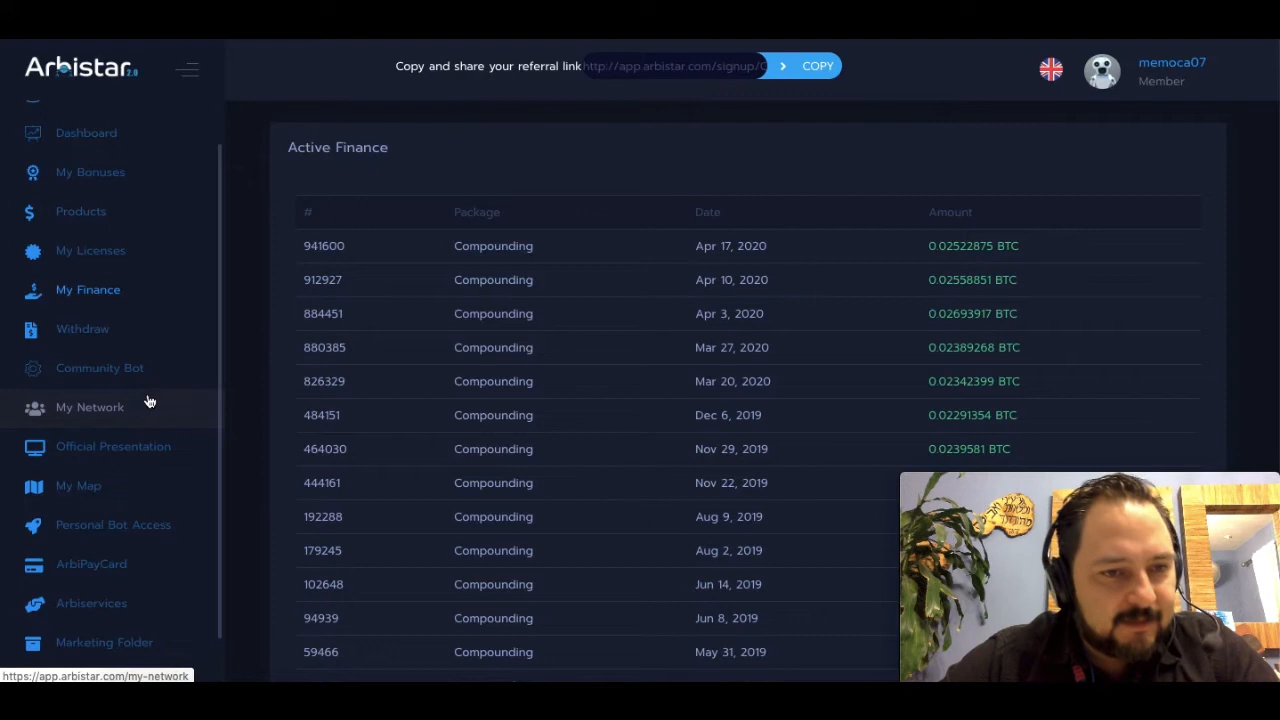 Arbistar 2.0
Copy and share your referral link http://app.arbistar.com/signup/ COPY
memoca07
Member
Dashboard
My Bonuses
Products
My Licenses
My Finance
Withdraw
Community Bot
My Network
Official Presentation
My Map
Personal Bot Access
ArbiPayCard
Arbiservices
Marketing Folder
https://app.arbistar.com/my-network
Active Finance
# Package Date Amount
941600 Compounding Apr 17, 2020 0.02522875 BTC
912927 Compounding Apr 10, 2020 0.02558851 BTC
884451 Compounding Apr 3, 2020 0.02693917 BTC
880385 Compounding Mar 27, 2020 0.02389268 BTC
826329 Compounding Mar 20, 2020 0.02342399 BTC
484151 Compounding Dec 6, 2019 0.02291354 BTC
464030 Compounding Nov 29, 2019 0.0239581 BTC
444161 Compounding Nov 22, 2019
192288 Compounding Aug 9, 2019
179245 Compounding Aug 2, 2019
102648 Compounding Jun 14, 2019
94939 Compounding Jun 8, 2019
59466 Compounding May 31, 2019